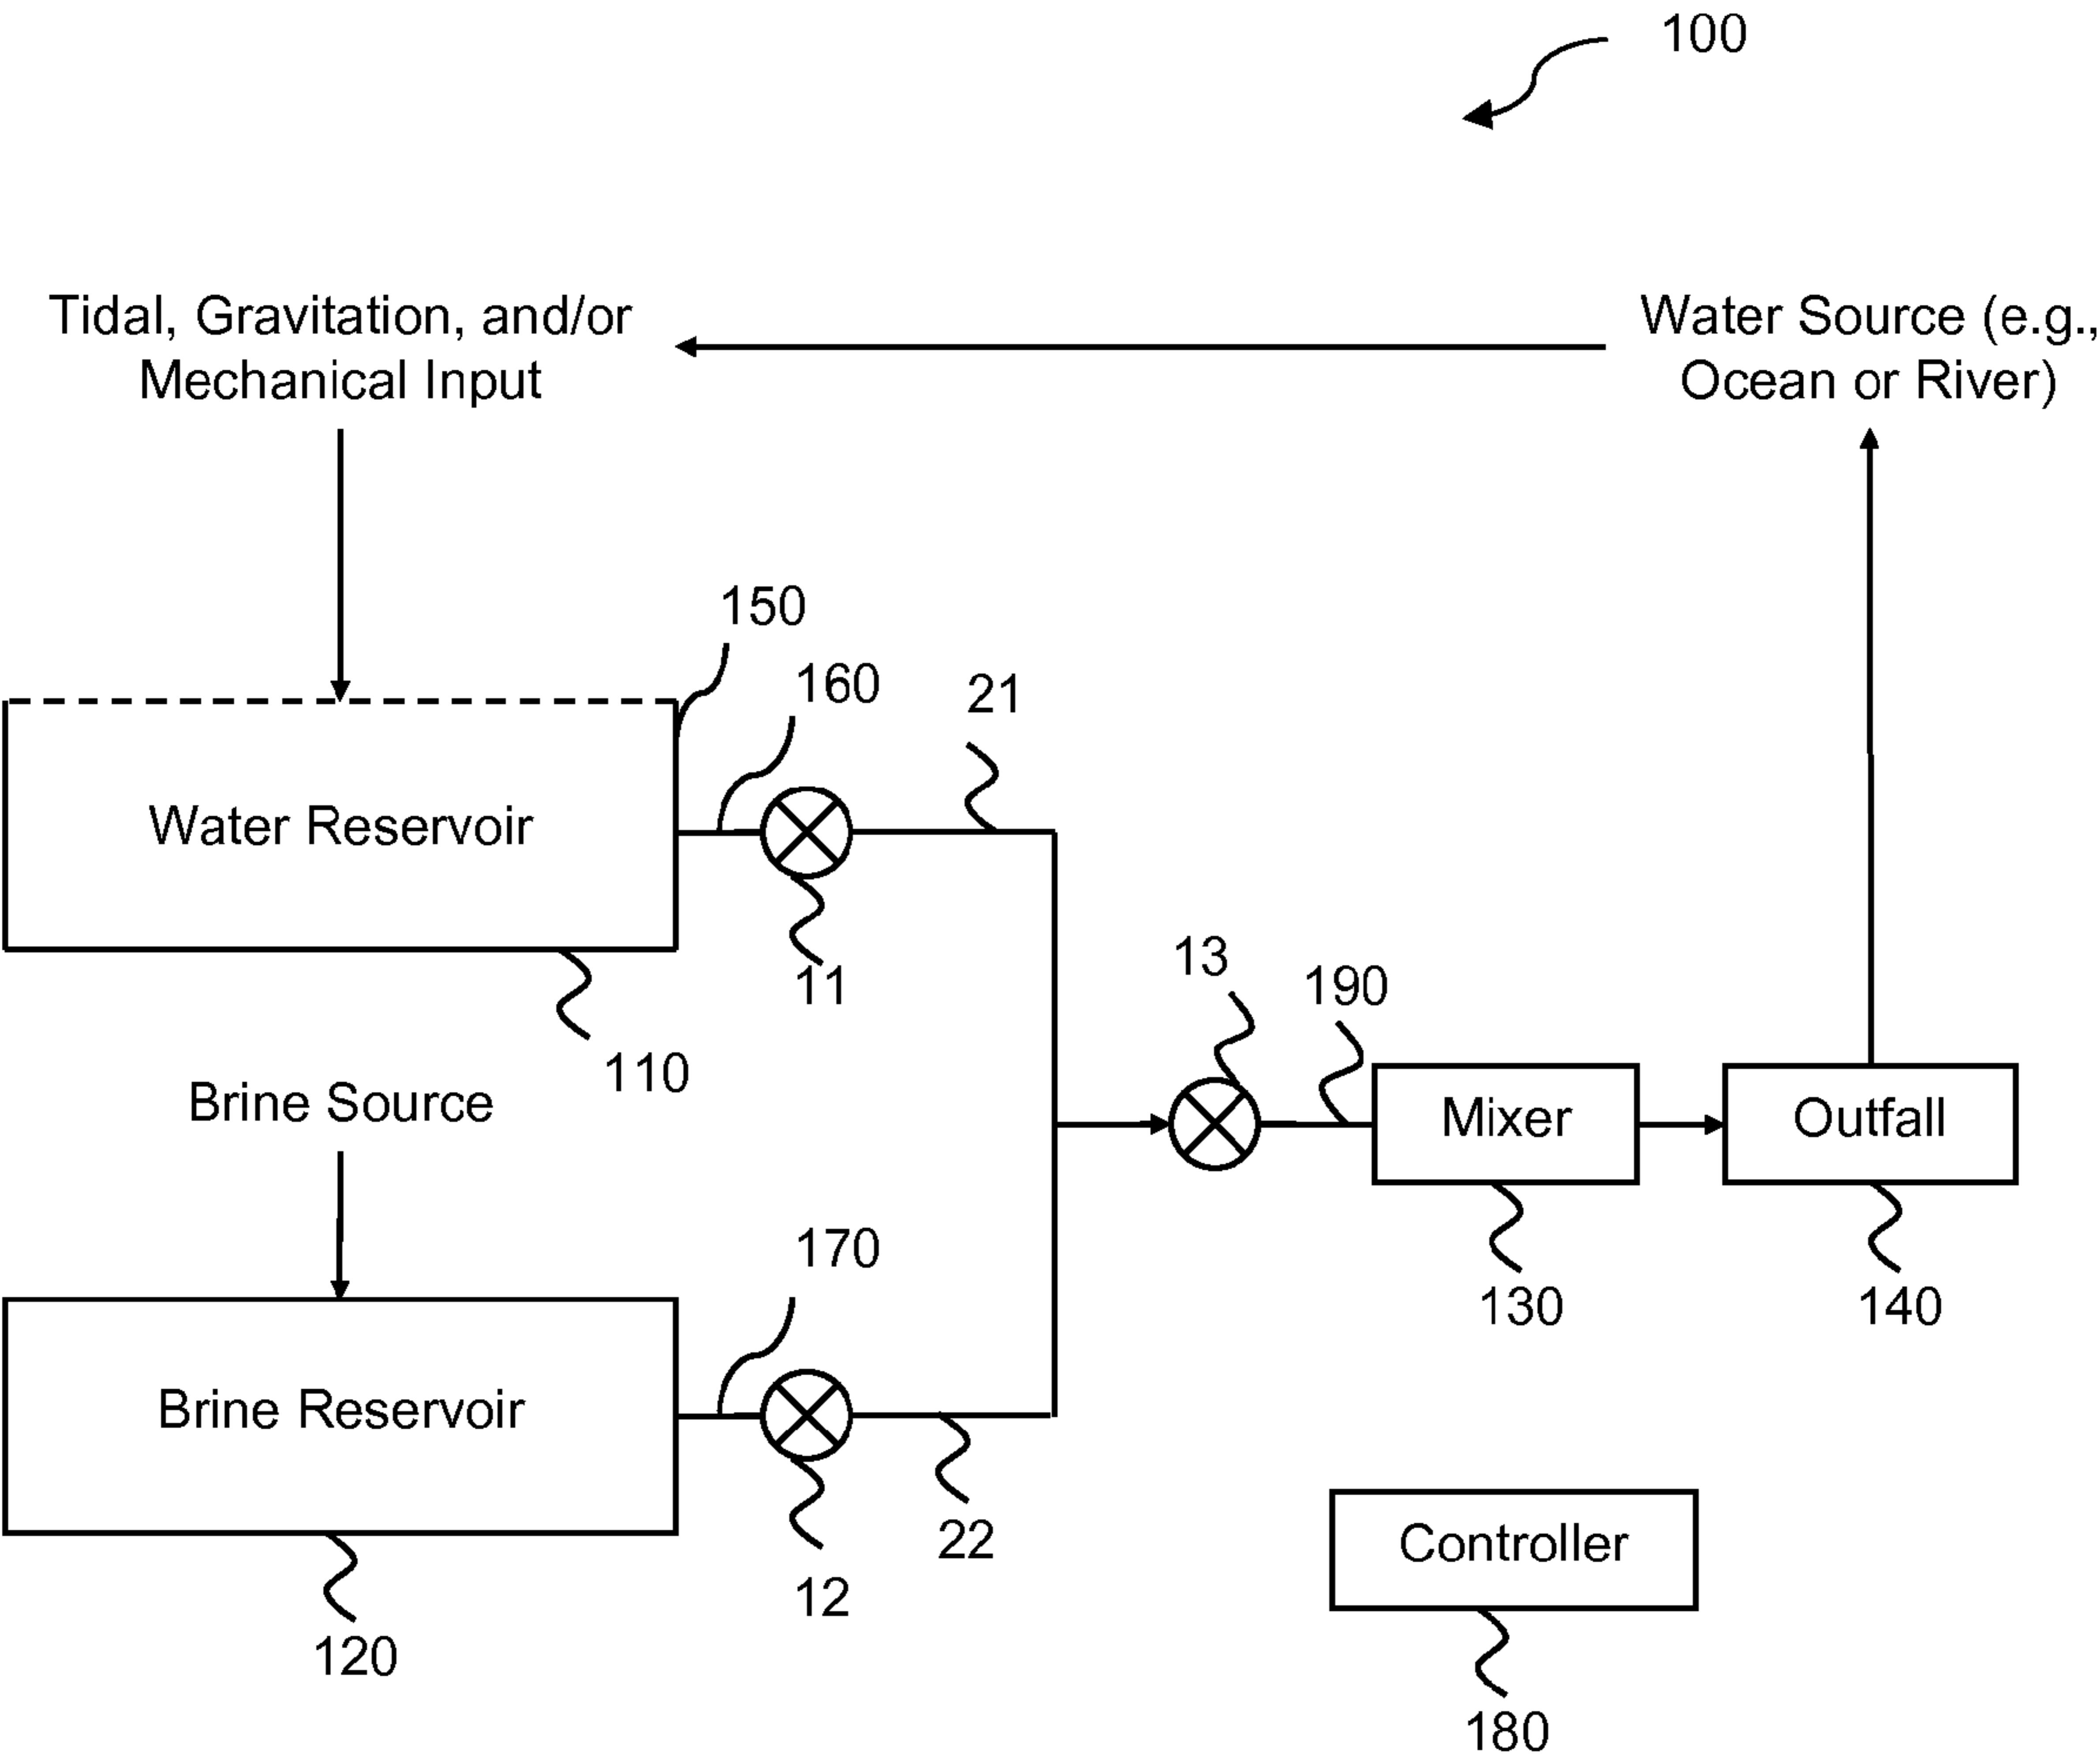 100
Tidal, Gravitation, and/or
Mechanical Input
Water Source (e.g.,
Ocean or River)
150
160
21
Water Reservoir
11
110
13
190
Brine Source
Mixer
Outfall
170
130
140
Brine Reservoir
22
12
Controller
120
180